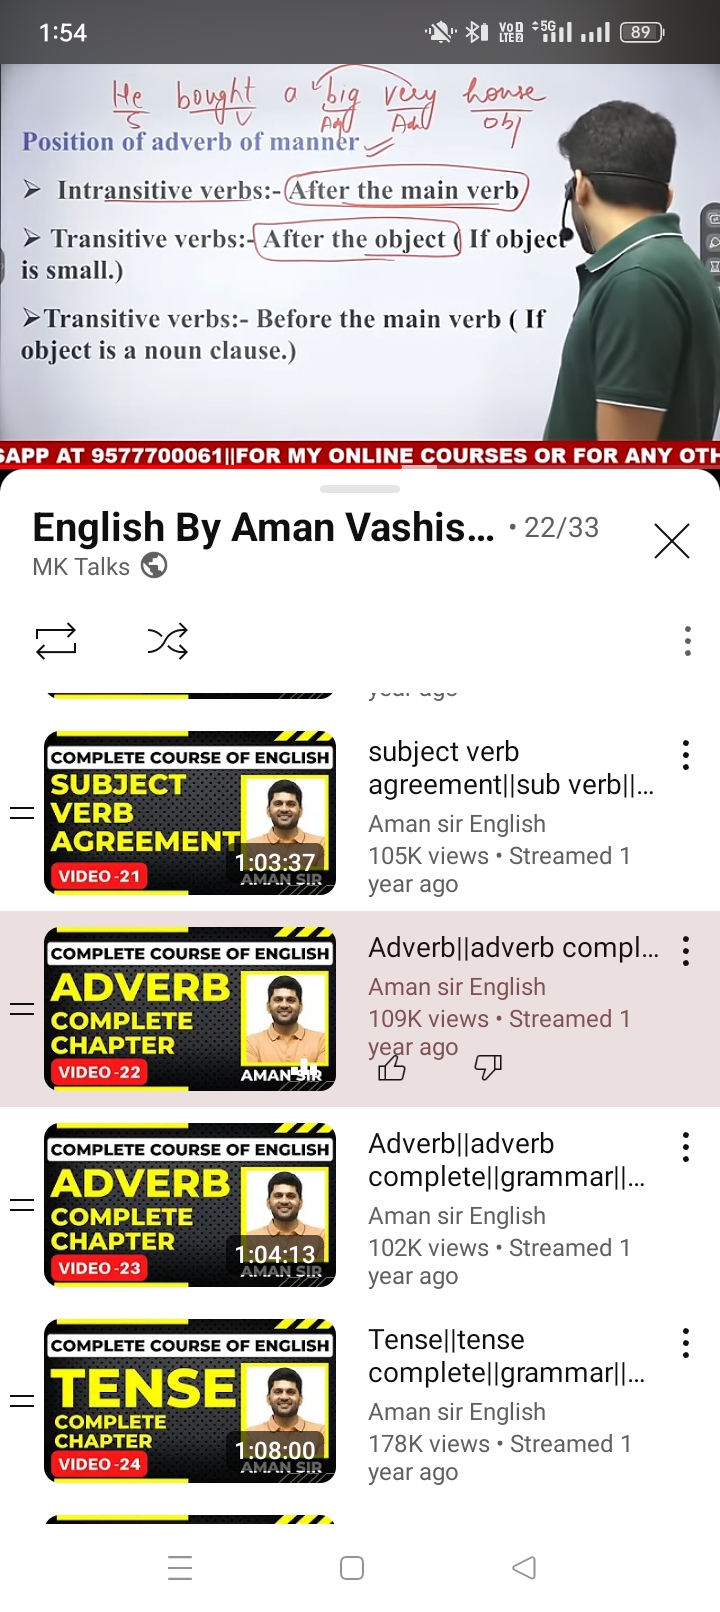 1:54
VoD
LTE2
5G
89
He bought a big very house
S V Adj Adv Obj
Position of adverb of manner
➤ Intransitive verbs:- After the main verb
➤ Transitive verbs:- After the object ( If object
is small.)
➤Transitive verbs:- Before the main verb ( If
object is a noun clause.)
SAPP AT 9577700061||FOR MY ONLINE COURSES OR FOR ANY OTH
English By Aman Vashis... • 22/33
MK Talks
year ago
COMPLETE COURSE OF ENGLISH
SUBJECT
VERB
AGREEMENT
VIDEO -21
1:03:37
AMAN SIR
subject verb
agreement||sub verb||...
Aman sir English
105K views • Streamed 1
year ago
COMPLETE COURSE OF ENGLISH
ADVERB
COMPLETE
CHAPTER
VIDEO -22
AMAN SIR
Adverb||adverb compl...
Aman sir English
109K views • Streamed 1
year ago
COMPLETE COURSE OF ENGLISH
ADVERB
COMPLETE
CHAPTER
VIDEO -23
1:04:13
AMAN SIR
Adverb||adverb
complete||grammar||...
Aman sir English
102K views • Streamed 1
year ago
COMPLETE COURSE OF ENGLISH
TENSE
COMPLETE
CHAPTER
VIDEO -24
1:08:00
AMAN SIR
Tense||tense
complete||grammar||...
Aman sir English
178K views • Streamed 1
year ago